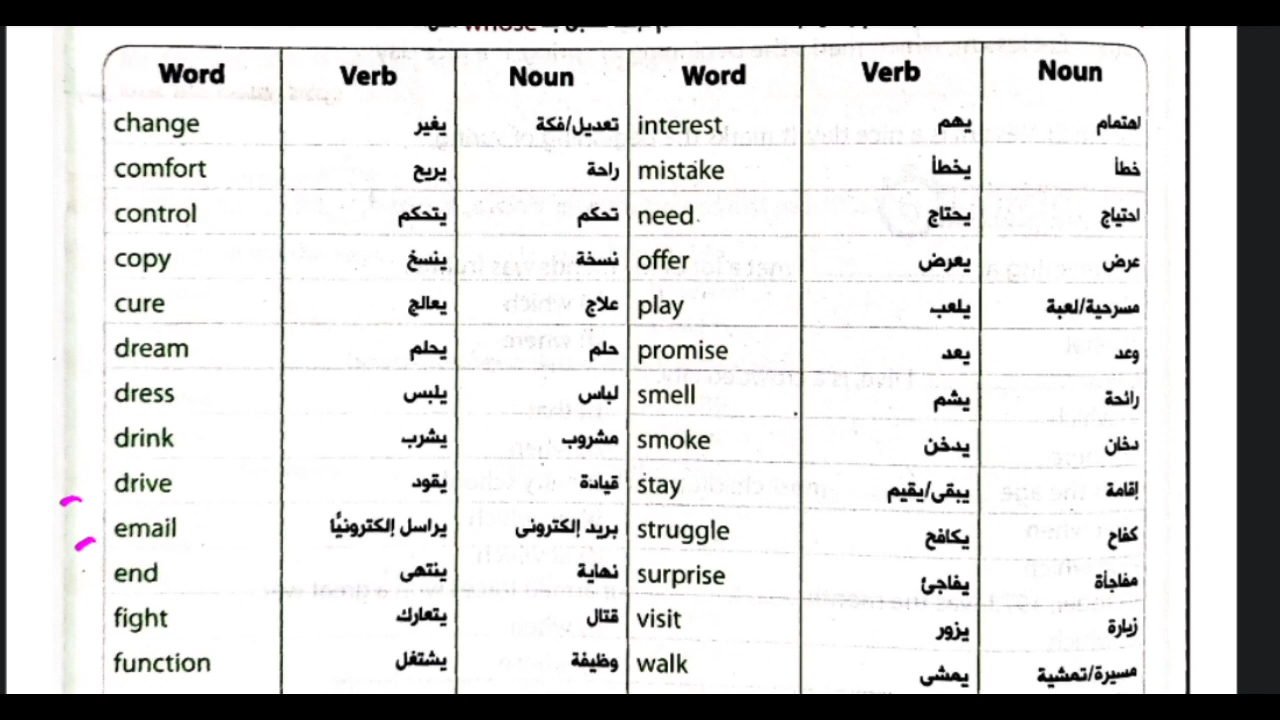 whose
Word Verb Noun Word Verb Noun
change يغير تعديل/فكة interest يهم اهتمام
comfort يريح راحة mistake يخطأ خطأ
control يتحكم تحكم need يحتاج احتياج
copy ينسخ نسخة offer يعرض عرض
cure يعالج علاج play يلعب مسرحية/لعبة
dream يحلم حلم promise يعد وعد
dress يلبس لباس smell يشم رائحة
drink يشرب مشروب smoke يدخن دخان
drive يقود قيادة stay يبقى/يقيم إقامة
email يراسل إلكترونيًا بريد إلكترونى struggle يكافح كفاح
end ينتهى نهاية surprise يفاجئ مفاجأة
fight يتعارك قتال visit يزور زيارة
function يشتغل وظيفة walk يمشى مسيرة/تمشية